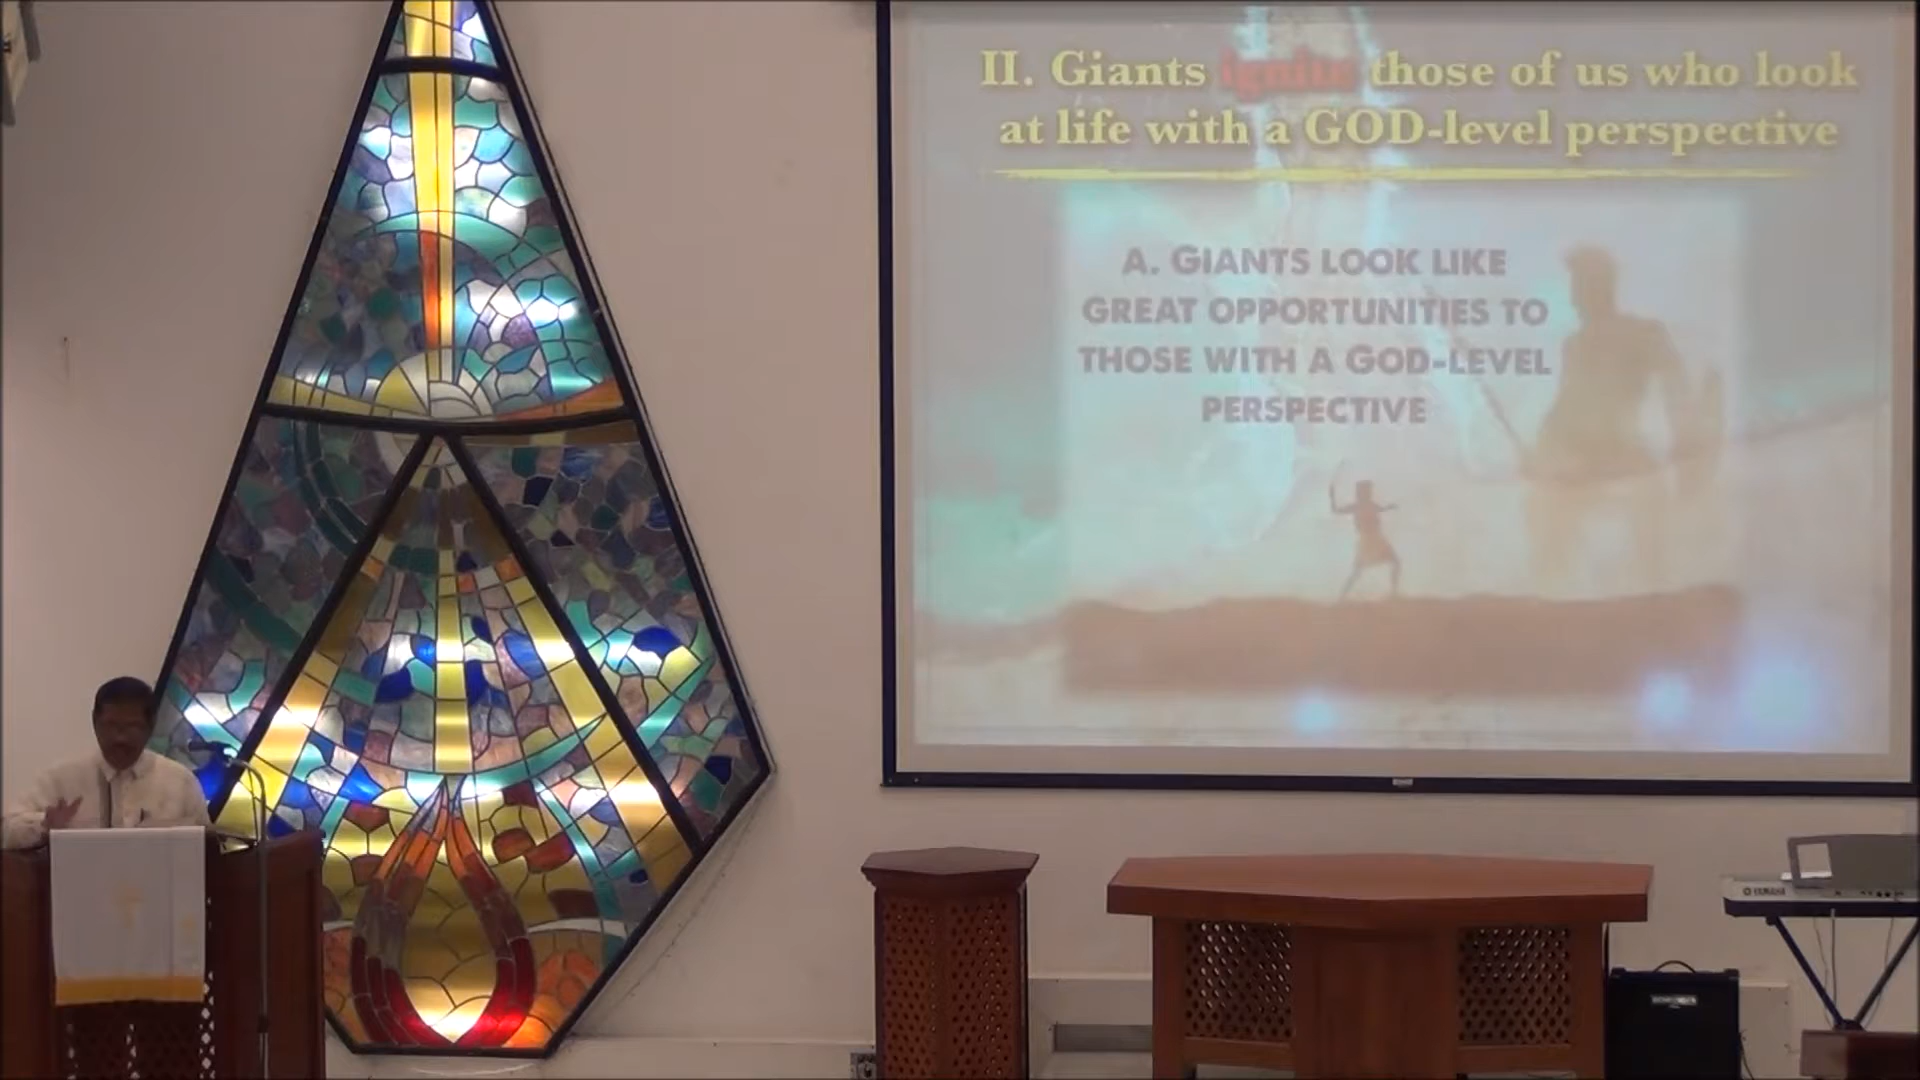 II. Giants ignite those of us who look
at life with a GOD-level perspective
A. GIANTS LOOK LIKE
GREAT OPPORTUNITIES TO
THOSE WITH A GOD-LEVEL
PERSPECTIVE
YAMAHA